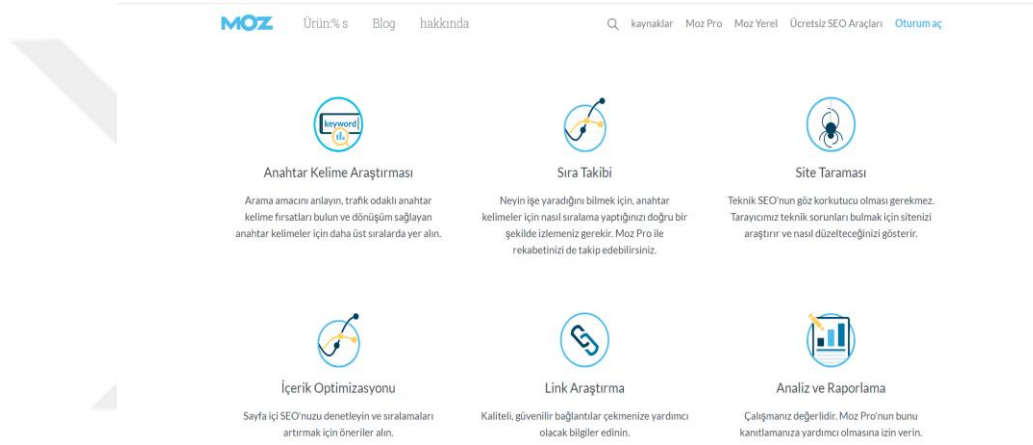 MOZ Ürün:% s Blog hakkında kaynaklar Moz Pro Moz Yerel Ücretsiz SEO Araçları Oturum aç
keyword
Anahtar Kelime Araştırması
Arama amacını anlayın, trafik odaklı anahtar
kelime fırsatları bulun ve dönüşüm sağlayan
anahtar kelimeler için daha üst sıralarda yer alın.
Sıra Takibi
Neyin işe yaradığını bilmek için, anahtar
kelimeler için nasıl sıralama yaptığınızı doğru bir
şekilde izlemeniz gerekir. Moz Pro ile
rekabetinizi de takip edebilirsiniz.
Site Taraması
Teknik SEO'nun göz korkutucu olması gerekmez.
Tarayıcımız teknik sorunları bulmak için sitenizi
araştırır ve nasıl düzelteceğinizi gösterir.
İçerik Optimizasyonu
Sayfa içi SEO'nuzu denetleyin ve sıralamaları
artırmak için öneriler alın.
Link Araştırma
Kaliteli, güvenilir bağlantılar çekmenize yardımcı
olacak bilgiler edinin.
Analiz ve Raporlama
Çalışmanız değerlidir. Moz Pro'nun bunu
kanıtlamanıza yardımcı olmasına izin verin.